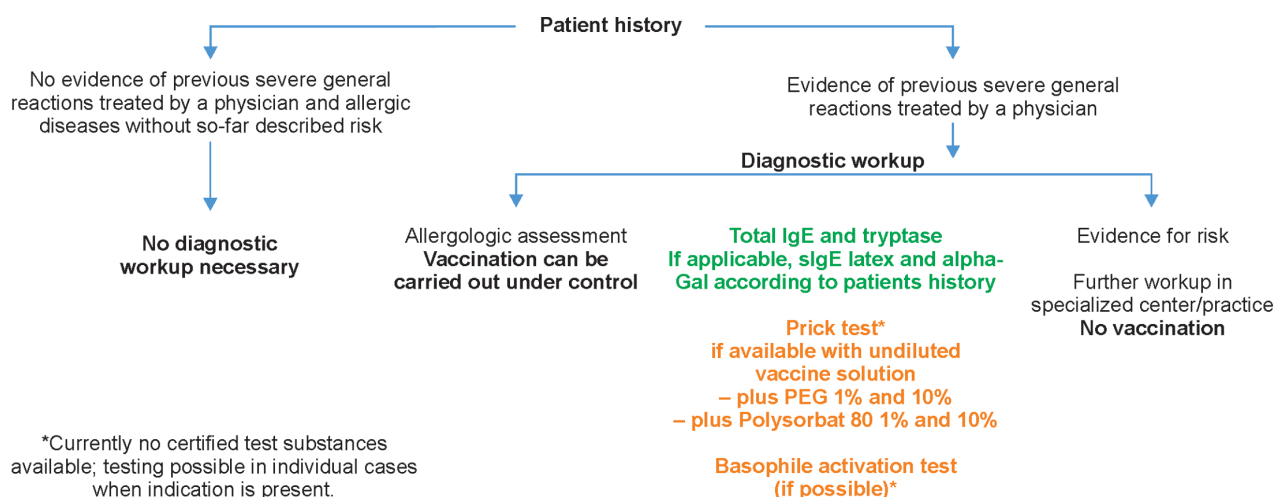 Patient history
No evidence of previous severe general
reactions treated by a physician and allergic
diseases without so-far described risk
Evidence of previous severe general
reactions treated by a physician
Diagnostic workup
No diagnostic
workup necessary
Allergologic assessment
Vaccination can be
carried out under control
Total IgE and tryptase
If applicable, sIgE latex and alpha-
Gal according to patients history
Prick test*
if available with undiluted
vaccine solution
– plus PEG 1% and 10%
– plus Polysorbat 80 1% and 10%
Basophile activation test
(if possible)*
Evidence for risk
Further workup in
specialized center/practice
No vaccination
*Currently no certified test substances
available; testing possible in individual cases
when indication is present.